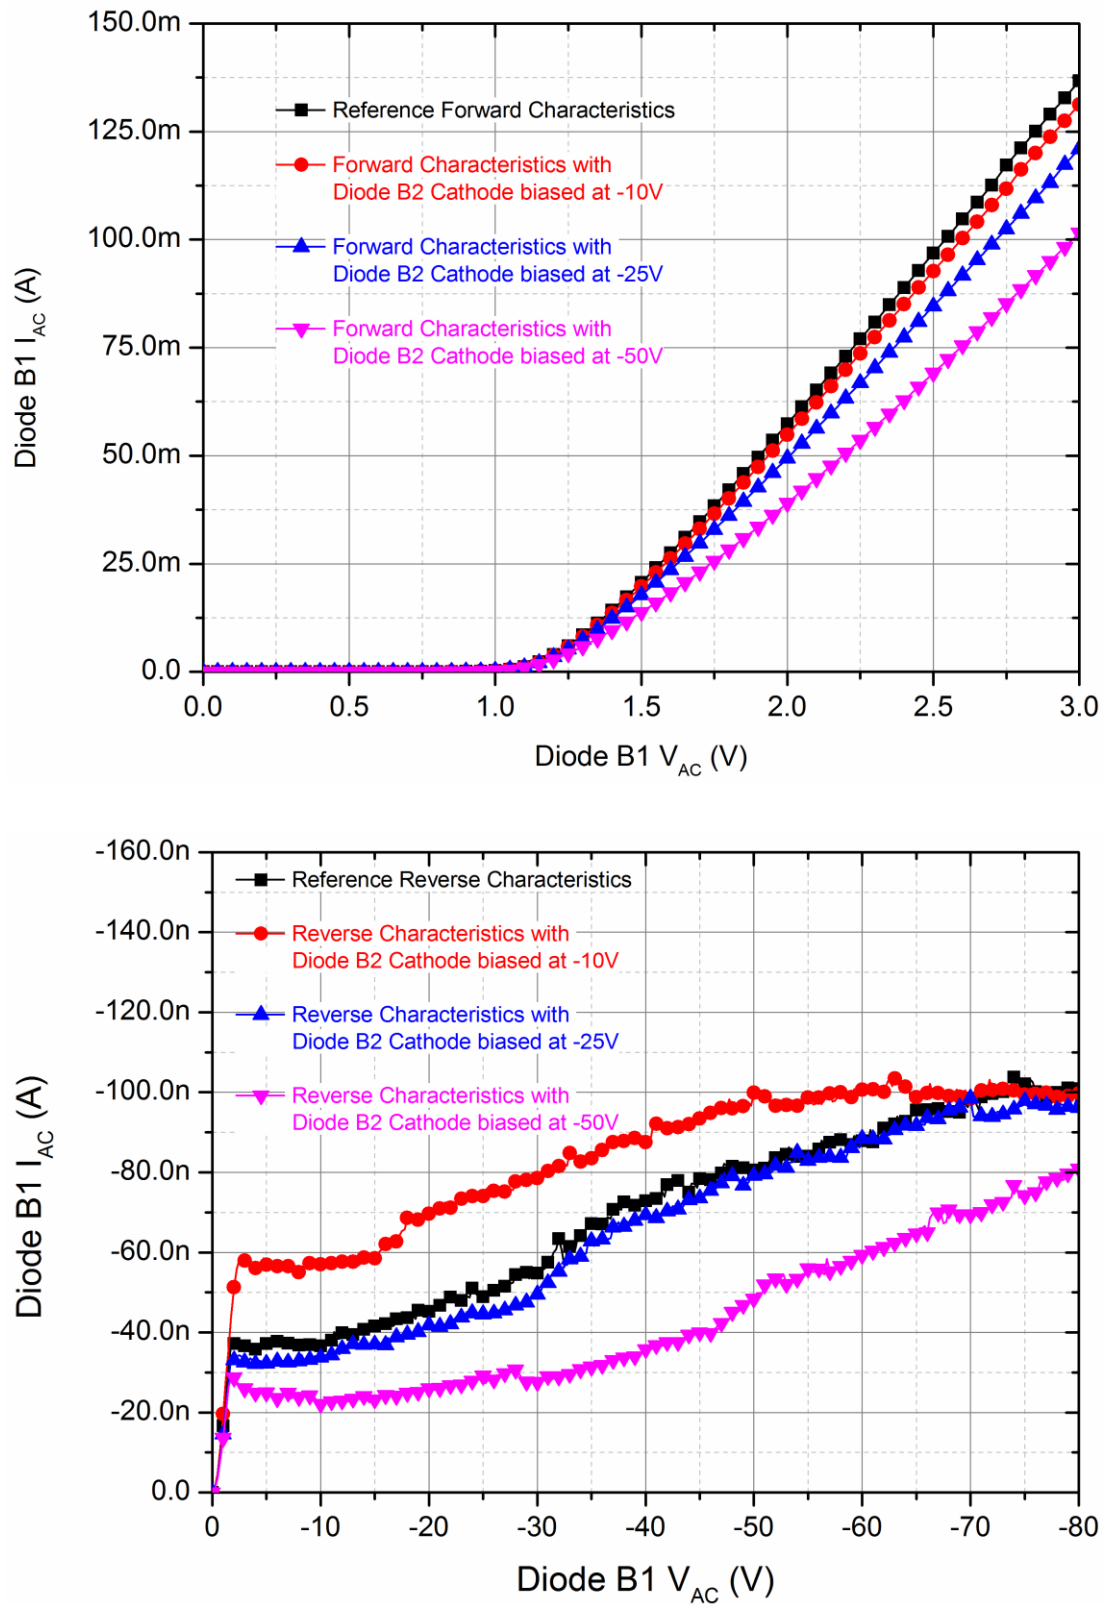 150.0m
125.0m
100.0m
75.0m
50.0m
25.0m
0.0
Diode B1 I_AC (A)
Reference Forward Characteristics
Forward Characteristics with
Diode B2 Cathode biased at -10V
Forward Characteristics with
Diode B2 Cathode biased at -25V
Forward Characteristics with
Diode B2 Cathode biased at -50V
0.0 0.5 1.0 1.5 2.0 2.5 3.0
Diode B1 V_AC (V)
-160.0n
-140.0n
-120.0n
-100.0n
-80.0n
-60.0n
-40.0n
-20.0n
0.0
Diode B1 I_AC (A)
Reference Reverse Characteristics
Reverse Characteristics with
Diode B2 Cathode biased at -10V
Reverse Characteristics with
Diode B2 Cathode biased at -25V
Reverse Characteristics with
Diode B2 Cathode biased at -50V
0 -10 -20 -30 -40 -50 -60 -70 -80
Diode B1 V_AC (V)